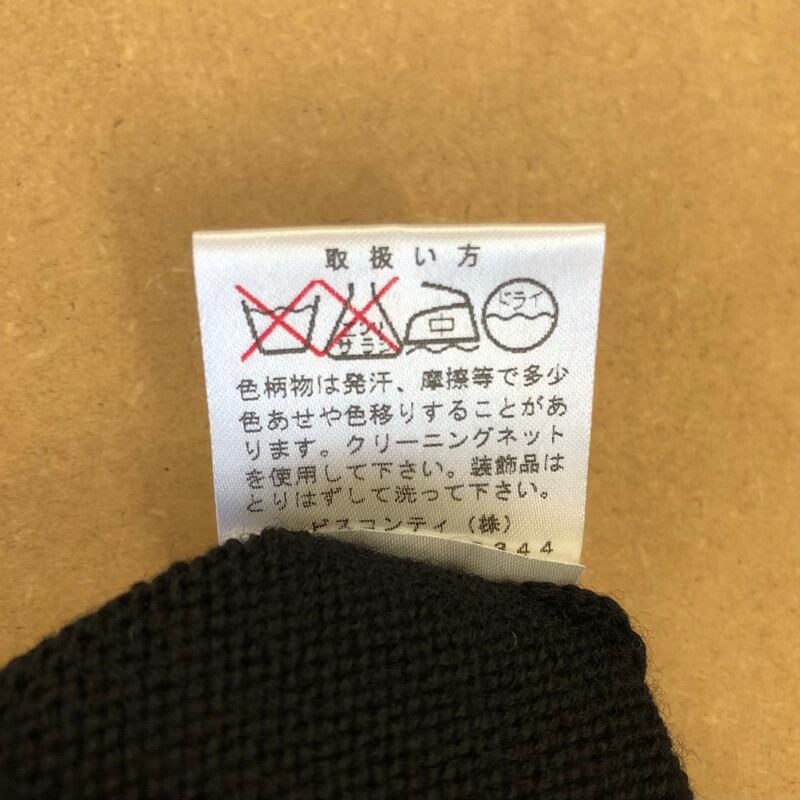 取扱い方
エンソ サラシ 中 ドライ
色柄物は発汗、摩擦等で多少
色あせや色移りすることがあ
ります。クリーニングネット
を使用して下さい。装飾品は
とりはずして洗って下さい。
ビスコンティ（株）
344